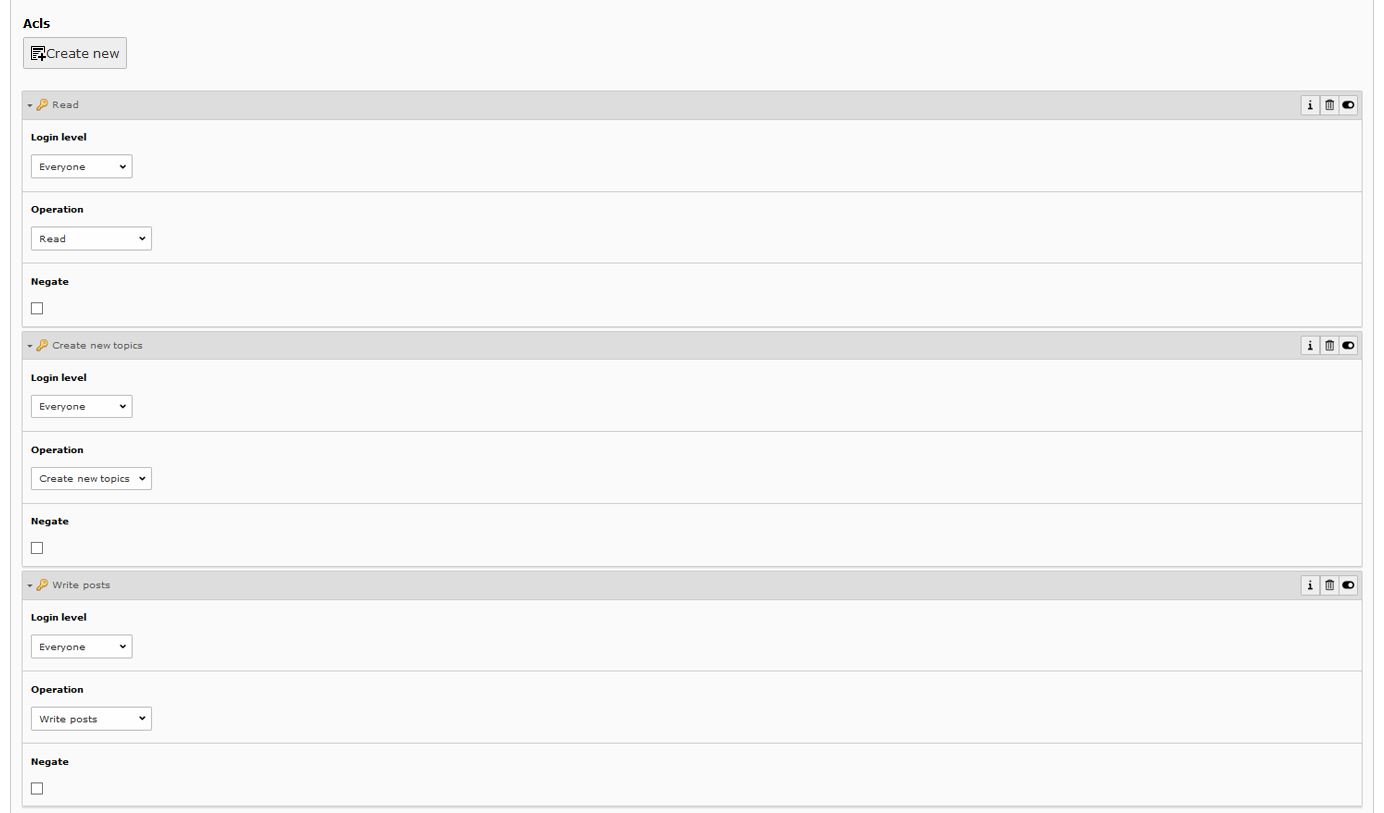 Acls
Create new
Read
Login level
Everyone
Operation
Read
Negate
Create new topics
Login level
Everyone
Operation
Create new topics
Negate
Write posts
Login level
Everyone
Operation
Write posts
Negate